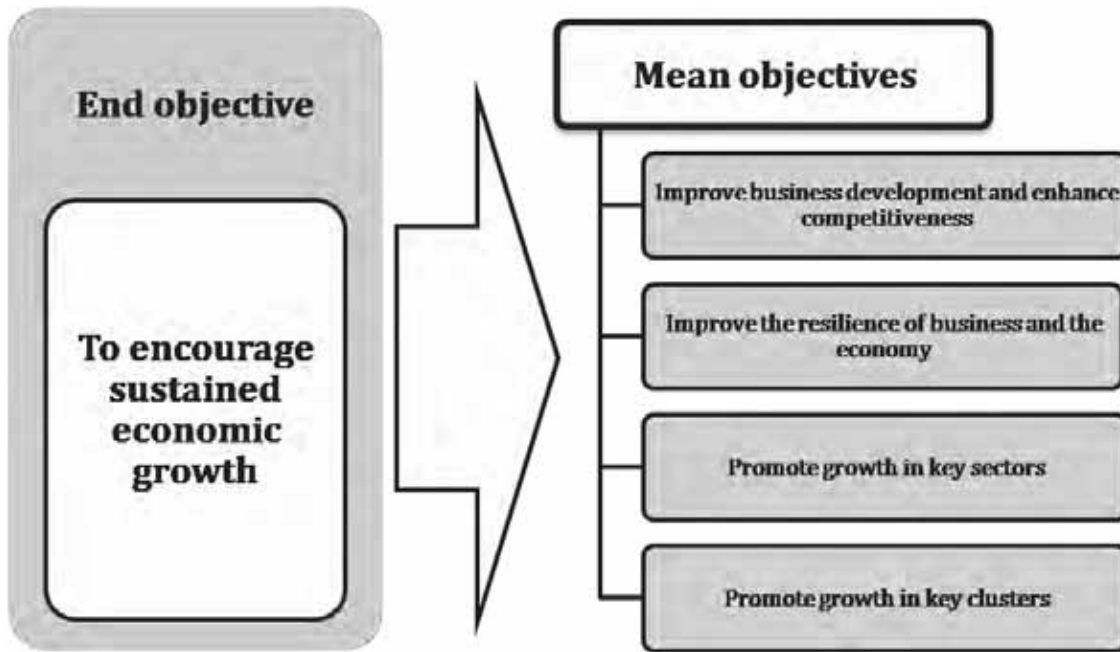 End objective
To encourage
sustained
economic
growth
Mean objectives
Improve business development and enhance
competitiveness
Improve the resilience of business and the
economy
Promote growth in key sectors
Promote growth in key clusters